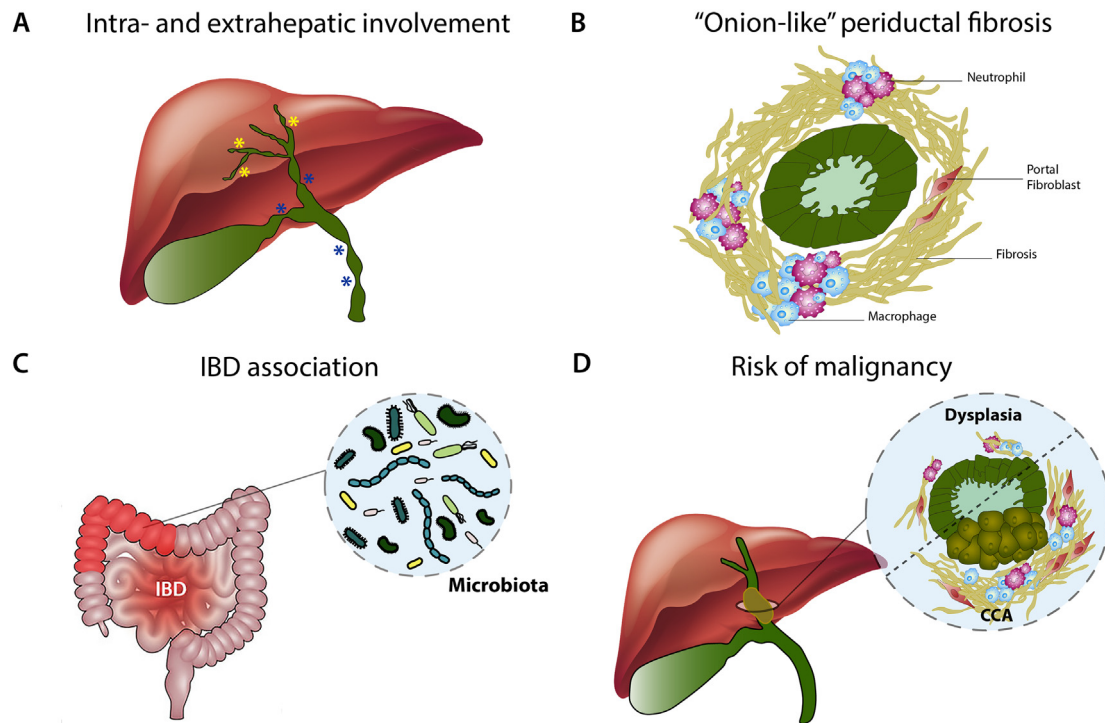 A
Intra- and extrahepatic involvement
B
“Onion-like” periductal fibrosis
Neutrophil
Portal
Fibroblast
Fibrosis
Macrophage
C
IBD association
IBD
Microbiota
D
Risk of malignancy
Dysplasia
CCA